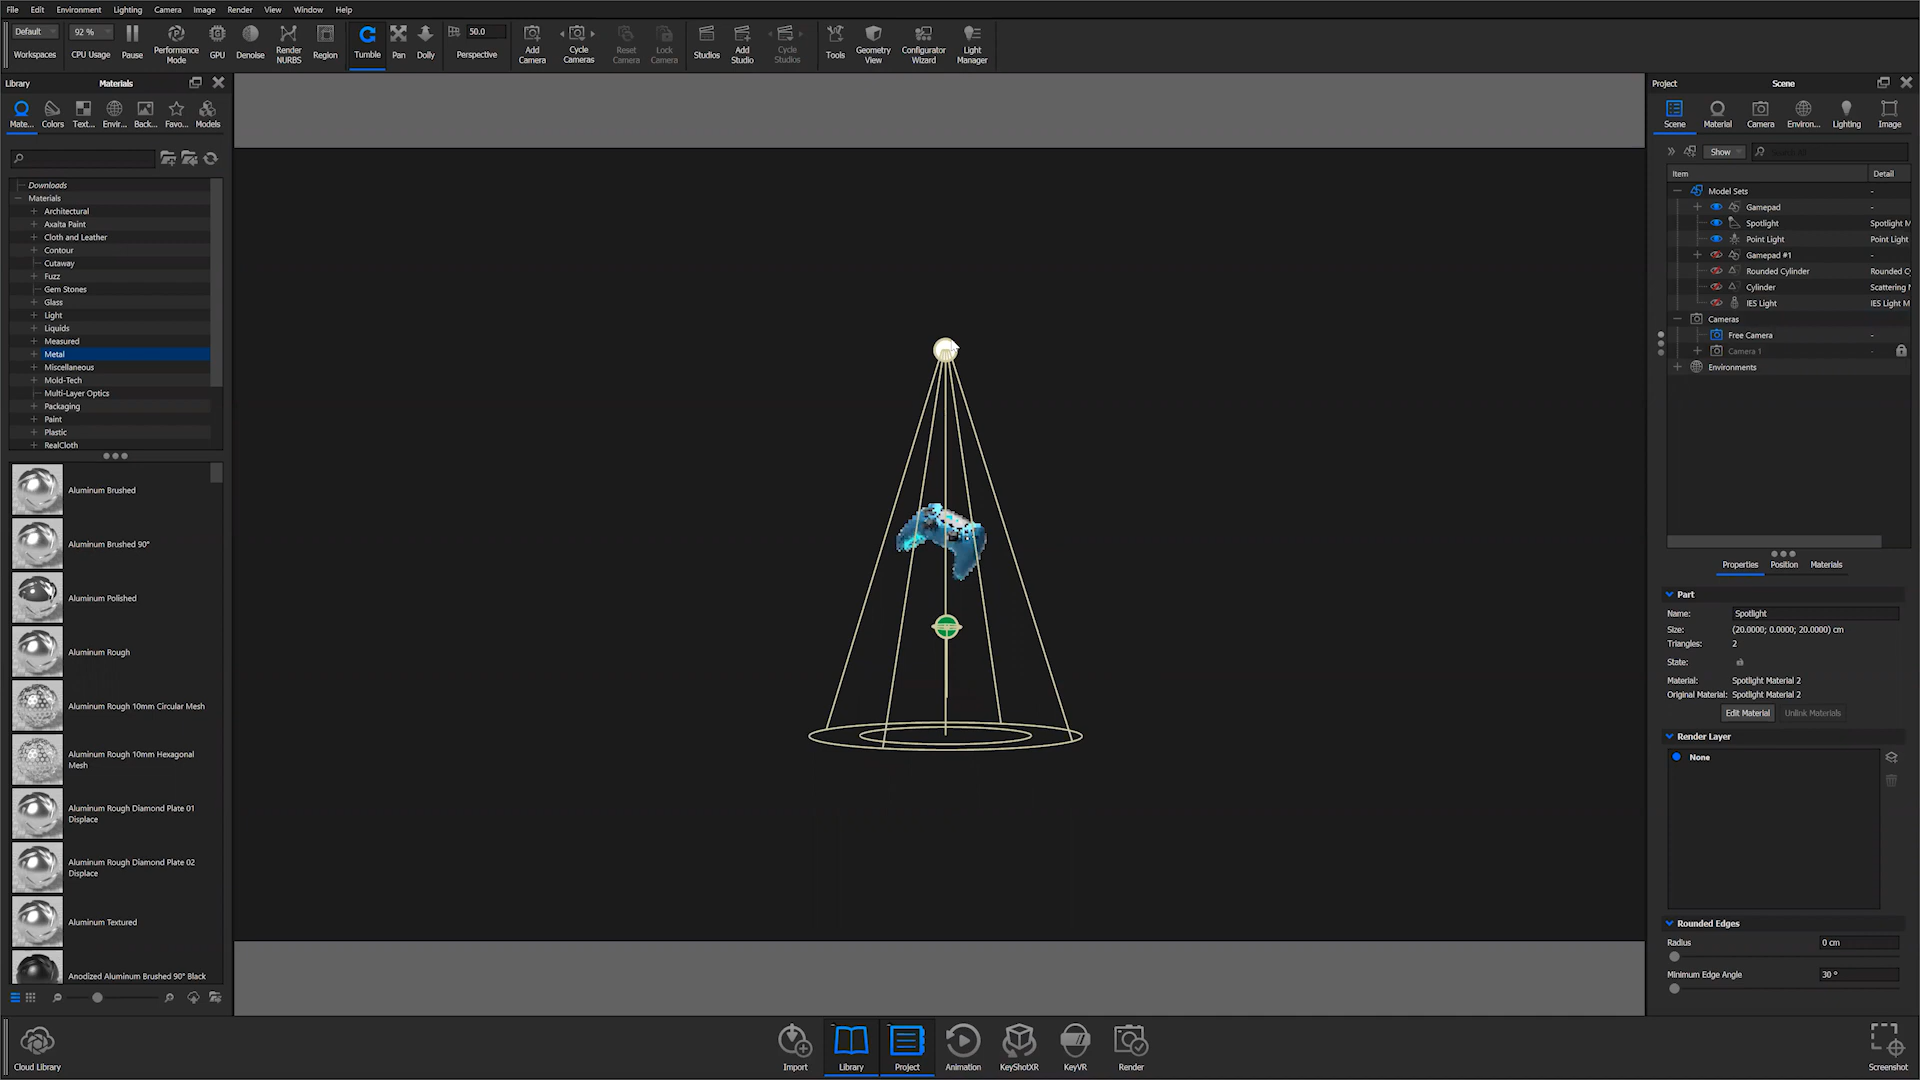 File Edit Environment Lighting Camera Image Render View Window Help
Default 92 % 50.0
Workspaces CPU Usage Pause Performance Mode GPU Denoise Render NURBS Region Tumble Pan Dolly Perspective Add Camera Cycle Cameras Reset Camera Lock Camera Studios Add Studio Cycle Studios Tools Geometry View Configurator Wizard Light Manager
Library Materials
Mate... Colors Text... Envir... Back... Favo... Models
Downloads
Materials
Architectural
Axalta Paint
Cloth and Leather
Contour
Cutaway
Fuzz
Gem Stones
Glass
Light
Liquids
Measured
Metal
Miscellaneous
Mold-Tech
Multi-Layer Optics
Packaging
Paint
Plastic
RealCloth
Aluminum Brushed
Aluminum Brushed 90°
Aluminum Polished
Aluminum Rough
Aluminum Rough 10mm Circular Mesh
Aluminum Rough 10mm Hexagonal
Mesh
Aluminum Rough Diamond Plate 01
Displace
Aluminum Rough Diamond Plate 02
Displace
Aluminum Textured
Anodized Aluminum Brushed 90° Black
Project Scene
Scene Material Camera Environ... Lighting Image
Show
Item Detail
Model Sets -
Gamepad -
Spotlight Spotlight M
Point Light Point Light
Gamepad #1 -
Rounded Cylinder Rounded Cy
Cylinder Scattering M
IES Light IES Light M
Cameras
Free Camera -
Camera 1 -
Environments
Properties Position Materials
Part
Name: Spotlight
Size: (20.0000; 0.0000; 20.0000) cm
Triangles: 2
State:
Material: Spotlight Material 2
Original Material: Spotlight Material 2
Edit Material Unlink Materials
Render Layer
None
Rounded Edges
Radius 0 cm
Minimum Edge Angle 30 °
Cloud Library Import Library Project Animation KeyShotXR KeyVR Render Screenshot